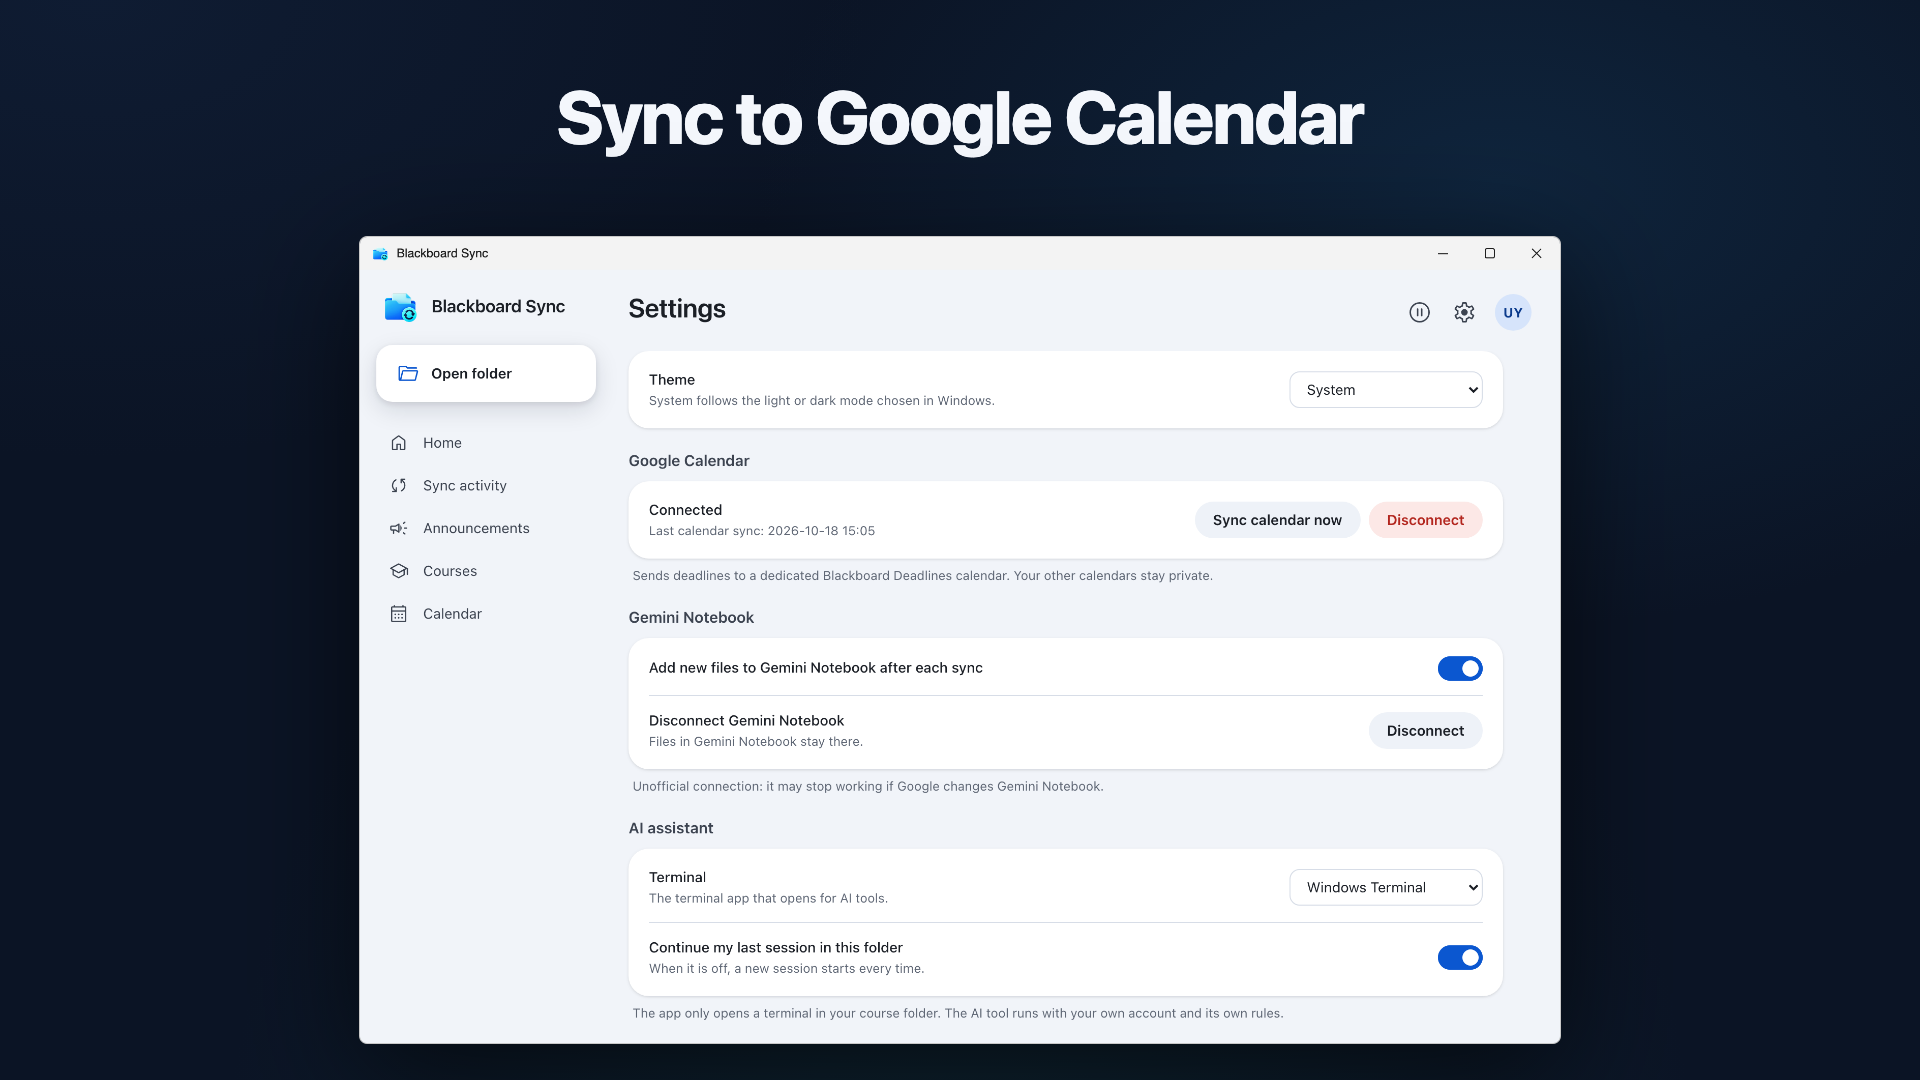 Sync to Google Calendar
Blackboard Sync
Blackboard Sync
Open folder
Home
Sync activity
Announcements
Courses
Calendar
Settings
UY
Theme
System follows the light or dark mode chosen in Windows.
System
Google Calendar
Connected
Last calendar sync: 2026-10-18 15:05
Sync calendar now
Disconnect
Sends deadlines to a dedicated Blackboard Deadlines calendar. Your other calendars stay private.
Gemini Notebook
Add new files to Gemini Notebook after each sync
Disconnect Gemini Notebook
Files in Gemini Notebook stay there.
Disconnect
Unofficial connection: it may stop working if Google changes Gemini Notebook.
AI assistant
Terminal
The terminal app that opens for AI tools.
Windows Terminal
Continue my last session in this folder
When it is off, a new session starts every time.
The app only opens a terminal in your course folder. The AI tool runs with your own account and its own rules.